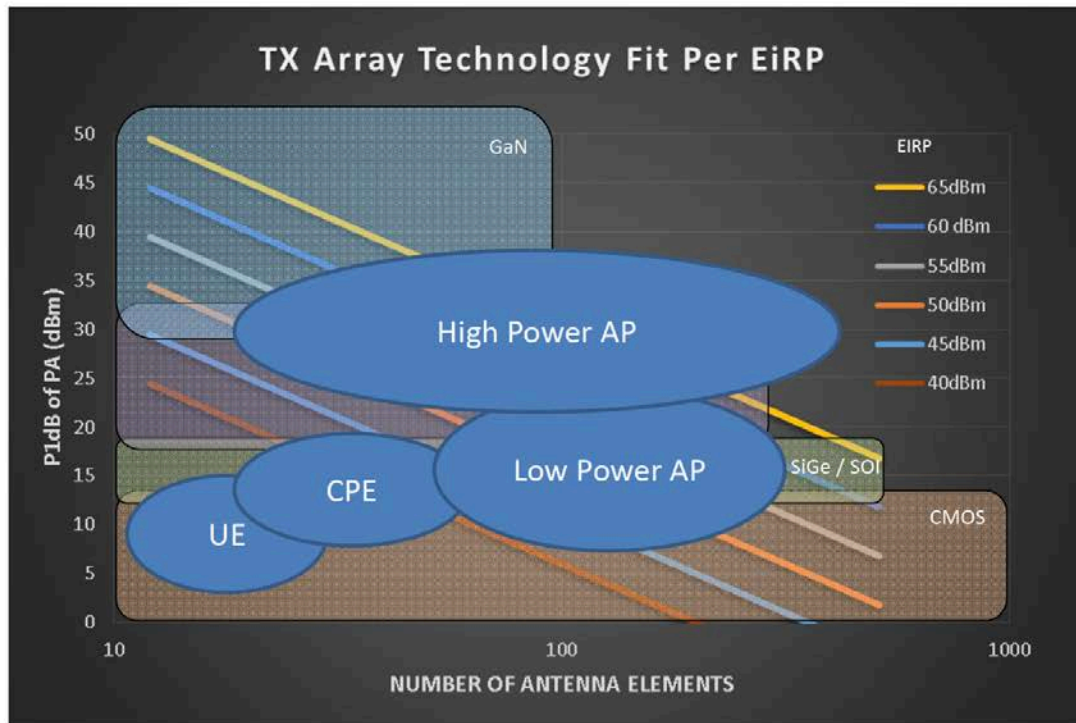 TX Array Technology Fit Per EiRP
P1dB of PA (dBm)
50
45
40
35
30
25
20
15
10
5
0
GaN
EIRP
65dBm
60 dBm
55dBm
50dBm
45dBm
40dBm
High Power AP
Low Power AP
SiGe / SOI
CPE
CMOS
UE
10
100
1000
NUMBER OF ANTENNA ELEMENTS